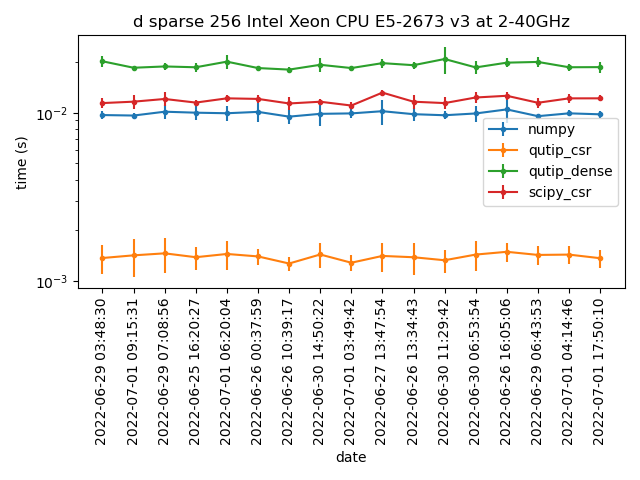 d sparse 256 Intel Xeon CPU E5-2673 v3 at 2-40GHz
time (s)
10⁻²
10⁻³
numpy
qutip_csr
qutip_dense
scipy_csr
2022-06-29 03:48:30
2022-07-01 09:15:31
2022-06-29 07:08:56
2022-06-25 16:20:27
2022-07-01 06:20:04
2022-06-26 00:37:59
2022-06-26 10:39:17
2022-06-30 14:50:22
2022-07-01 03:49:42
2022-06-27 13:47:54
2022-06-26 13:34:43
2022-06-30 11:29:42
2022-06-30 06:53:54
2022-06-26 16:05:06
2022-06-29 06:43:53
2022-07-01 04:14:46
2022-07-01 17:50:10
date